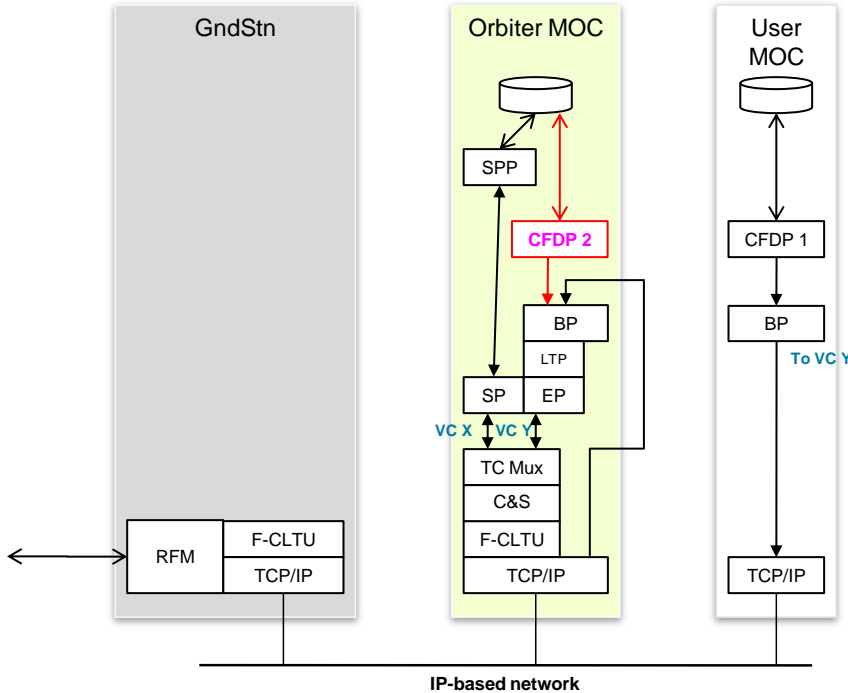 GndStn
Orbiter MOC
User
MOC
SPP
CFDP 2
CFDP 1
BP
BP
LTP
To VC Y
SP
EP
VC X
VC Y
TC Mux
C&S
F-CLTU
F-CLTU
RFM
TCP/IP
TCP/IP
TCP/IP
IP-based network